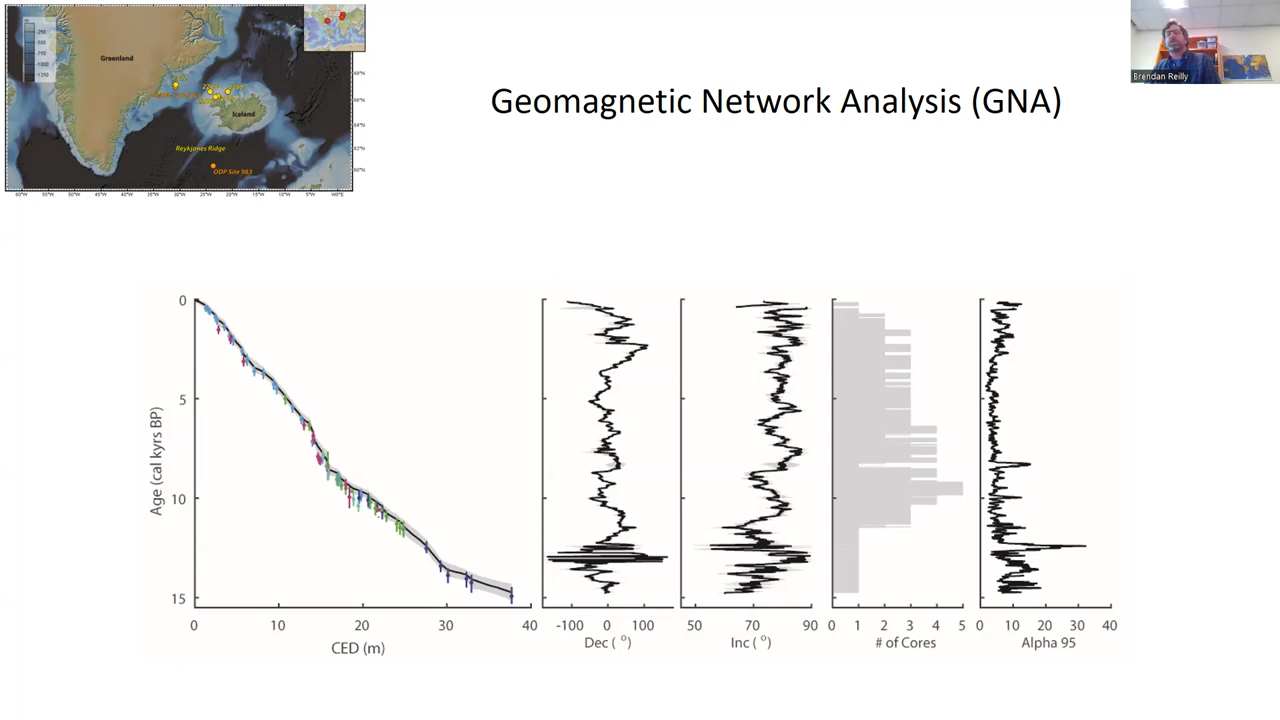 Geomagnetic Network Analysis (GNA)
Brendan Reilly
Greenland
Iceland
Reykjanes Ridge
ODP Site 983
0
5
10
15
Age (cal kyrs BP)
0 10 20 30 40
CED (m)
-100 0 100
Dec ( °)
50 70 90
Inc ( °)
0 1 2 3 4 5
# of Cores
0 10 20 30 40
Alpha 95